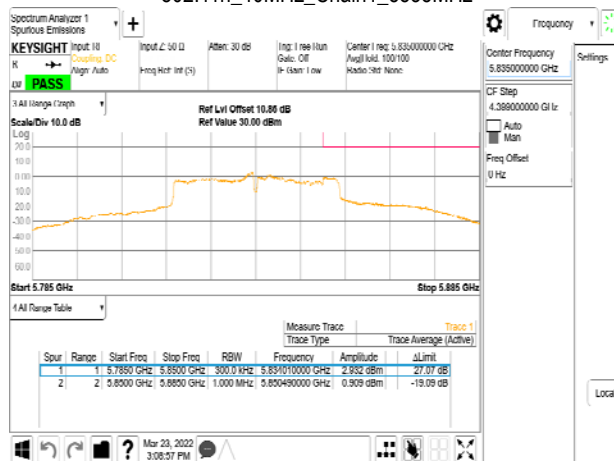 Spectrum Analyzer 1
Spurious Emissions
KEYSIGHT Input: RF
Coupling: DC
Align: Auto
Input Z: 50 Ω
Freq Ref: Int (S)
Atten: 30 dB
Trig: Free Run
Gate: Off
IF Gain: Low
Center Freq: 5.835000000 GHz
Avg|Hold: 100/100
Radio Std: None
PASS
Frequency
Settings
Center Frequency
5.835000000 GHz
CF Step
4.399000000 GHz
Auto
Man
Freq Offset
0 Hz
3 All Range Graph
Scale/Div 10.0 dB
Ref Lvl Offset 10.86 dB
Ref Value 30.00 dBm
Log
20.0
10.0
0.00
10.0
20.0
-30.0
-40.0
50.0
60.0
Start 5.785 GHz
Stop 5.885 GHz
4 All Range Table
Measure Trace Trace 1
Trace Type Trace Average (Active)
Spur Range Start Freq Stop Freq RBW Frequency Amplitude ΔLimit
1 1 5.7850 GHz 5.8500 GHz 300.0 kHz 5.834010000 GHz 2.932 dBm 27.07 dB
2 2 5.8500 GHz 5.8850 GHz 1.000 MHz 5.850490000 GHz 0.909 dBm -19.09 dB
Local
?
Mar 23, 2022
3:08:57 PM